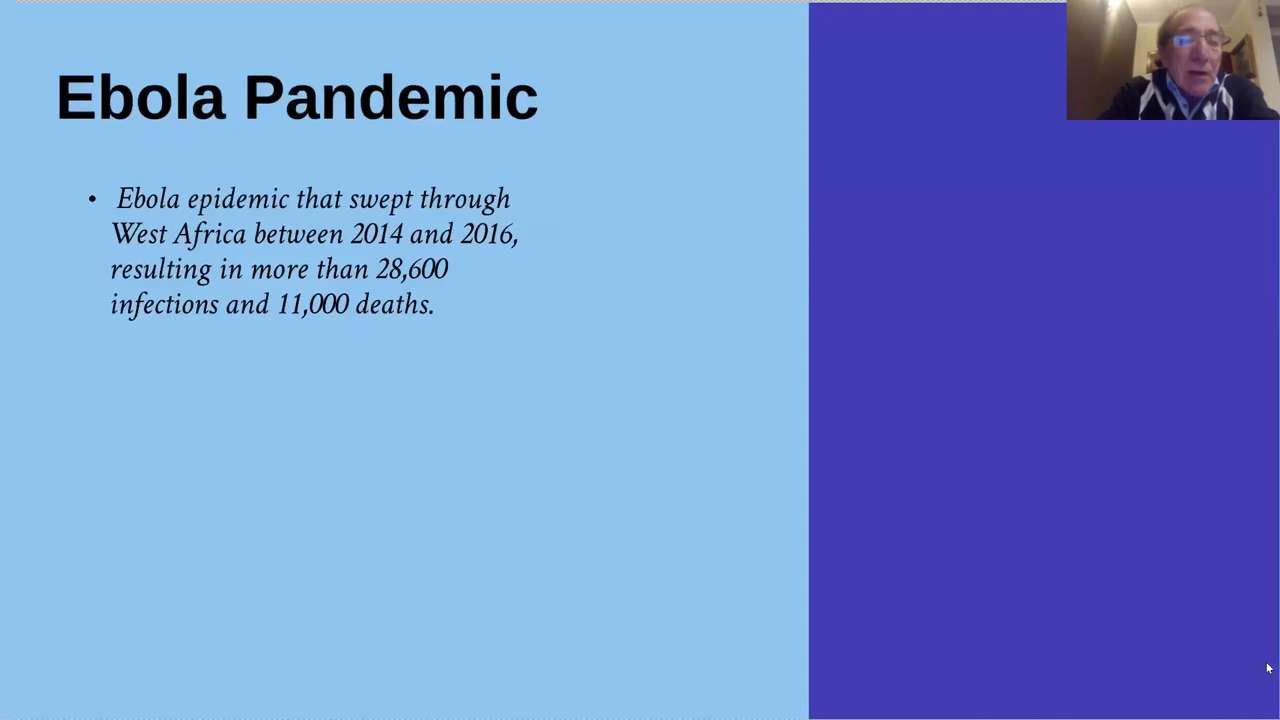 Ebola Pandemic
• Ebola epidemic that swept through
West Africa between 2014 and 2016,
resulting in more than 28,600
infections and 11,000 deaths.